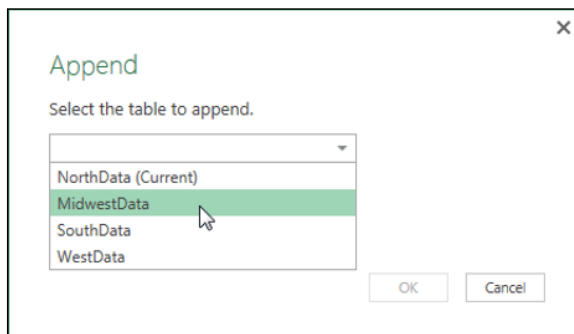 Append
Select the table to append.
NorthData (Current)
MidwestData
SouthData
WestData
OK
Cancel